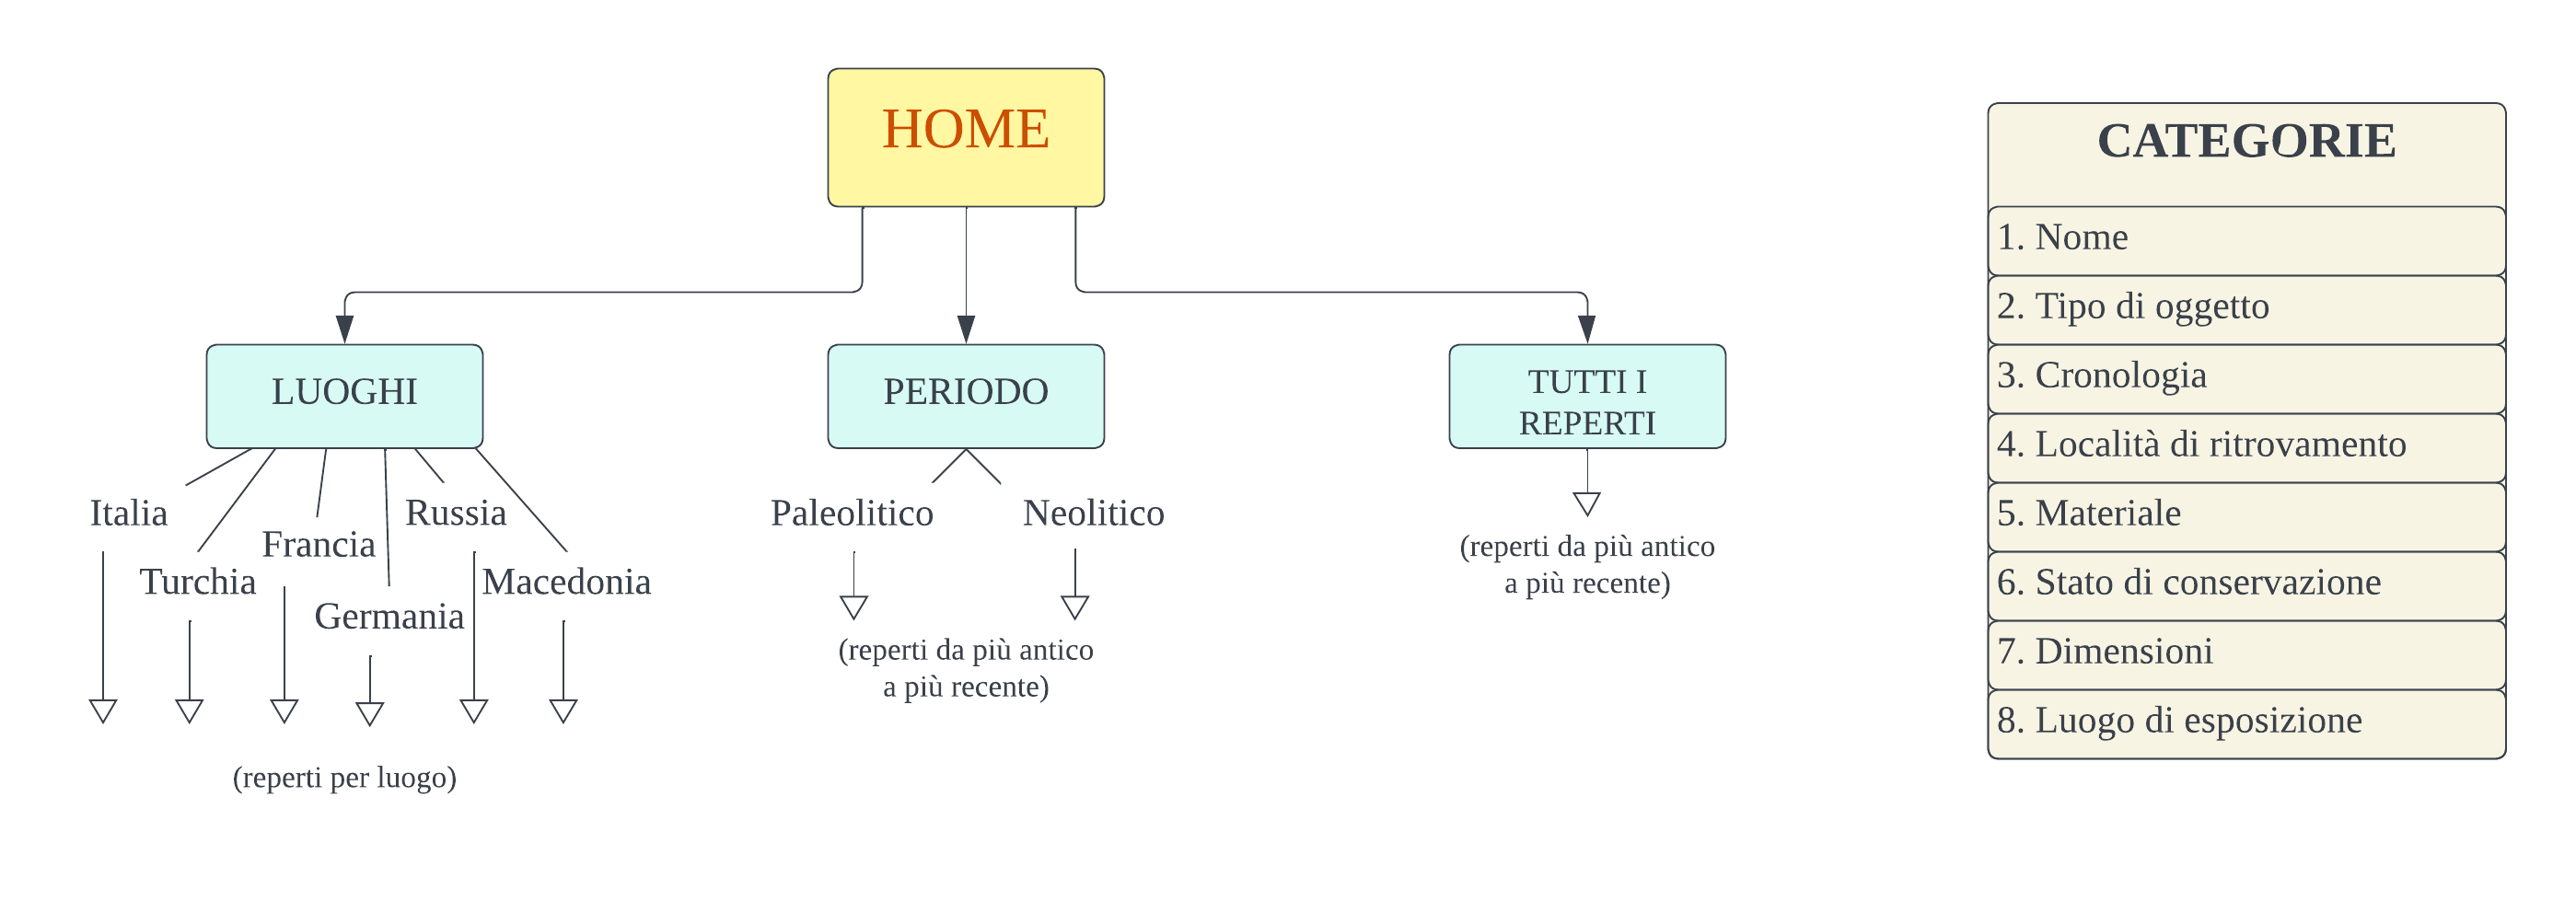 HOME
LUOGHI
Italia
Turchia
Francia
Germania
Russia
Macedonia
(reperti per luogo)
PERIODO
Paleolitico
Neolitico
(reperti da più antico
a più recente)
TUTTI I
REPERTI
(reperti da più antico
a più recente)
CATEGORIE
1. Nome
2. Tipo di oggetto
3. Cronologia
4. Località di ritrovamento
5. Materiale
6. Stato di conservazione
7. Dimensioni
8. Luogo di esposizione